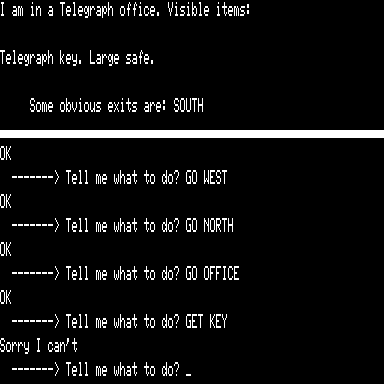 I am in a Telegraph office. Visible items:
Telegraph key. Large safe.
Some obvious exits are: SOUTH
OK
-------> Tell me what to do? GO WEST
OK
-------> Tell me what to do? GO NORTH
OK
-------> Tell me what to do? GO OFFICE
OK
-------> Tell me what to do? GET KEY
Sorry I can't
-------> Tell me what to do? _